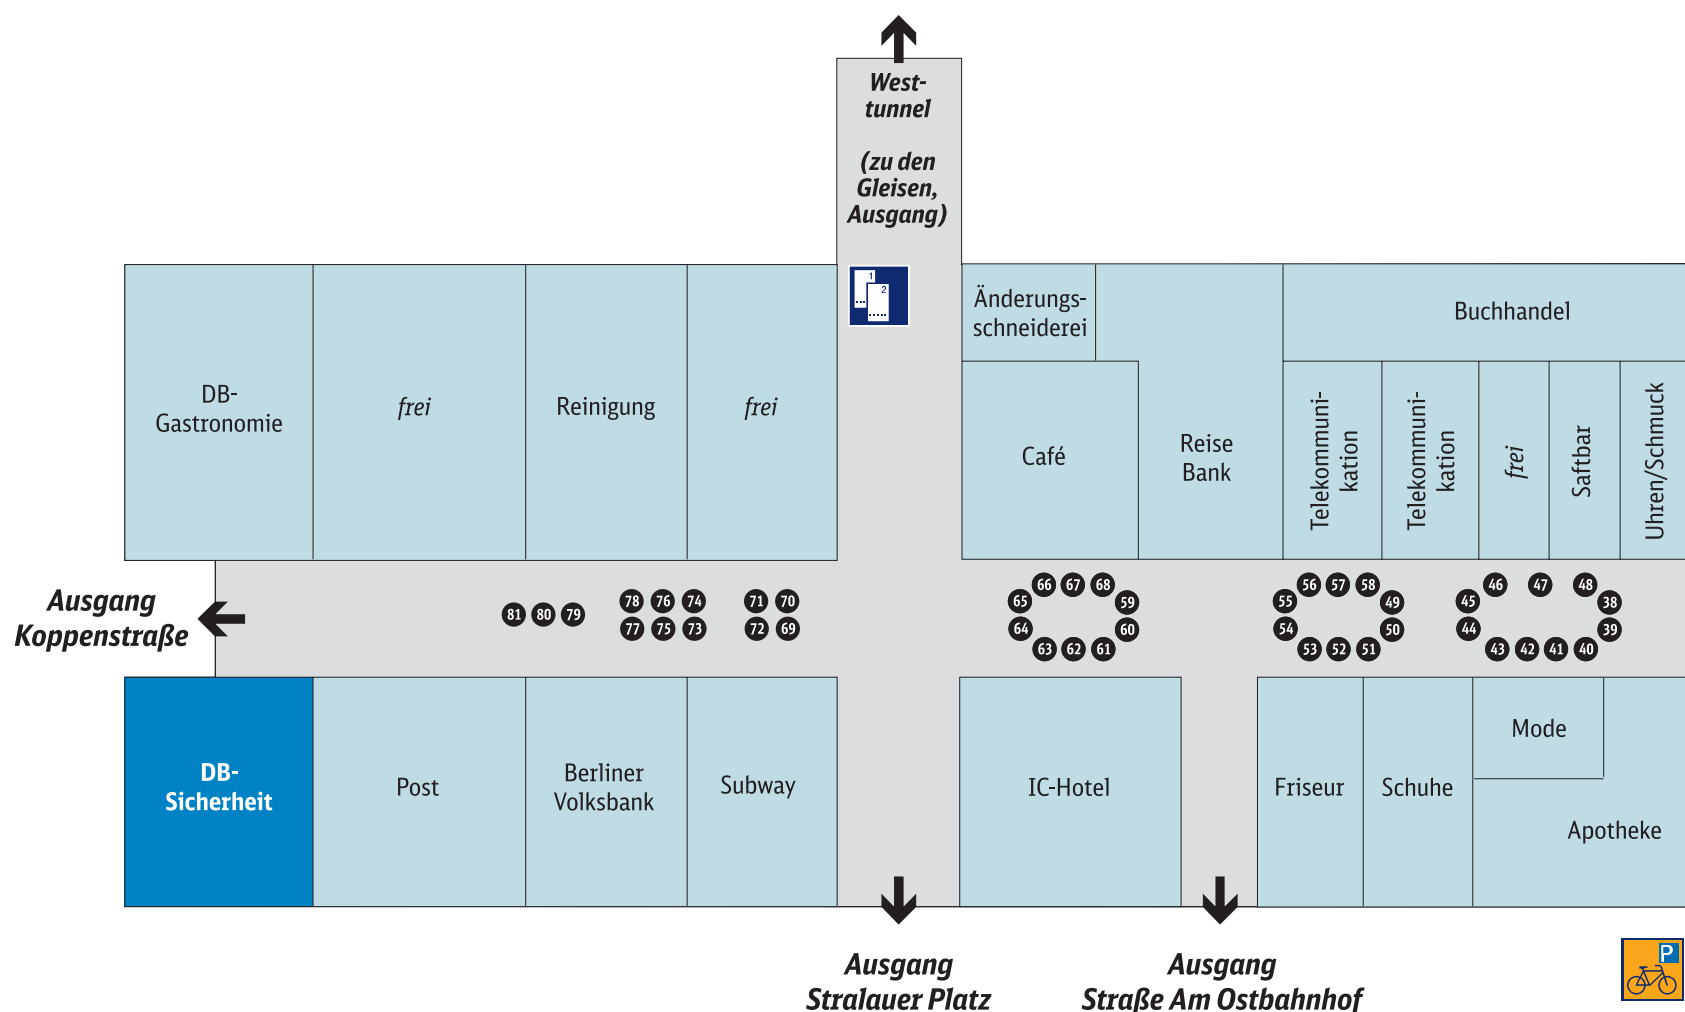 West-
tunnel
(zu den
Gleisen,
Ausgang)
1
2
Änderungs-
schneiderei
Buchhandel
DB-
Gastronomie
frei
Reinigung
frei
Café
Reise
Bank
Telekommuni-
kation
Telekommuni-
kation
frei
Saftbar
Uhren/Schmuck
Ausgang
Koppenstraße
81 80 79
78 76 74
77 75 73
71 70
72 69
66 67 68
65 59
64 60
63 62 61
56 57 58
55 49
54 50
53 52 51
46 47 48
45 38
44 39
43 42 41 40
DB-
Sicherheit
Post
Berliner
Volksbank
Subway
IC-Hotel
Friseur
Schuhe
Mode
Apotheke
Ausgang
Stralauer Platz
Ausgang
Straße Am Ostbahnhof
P